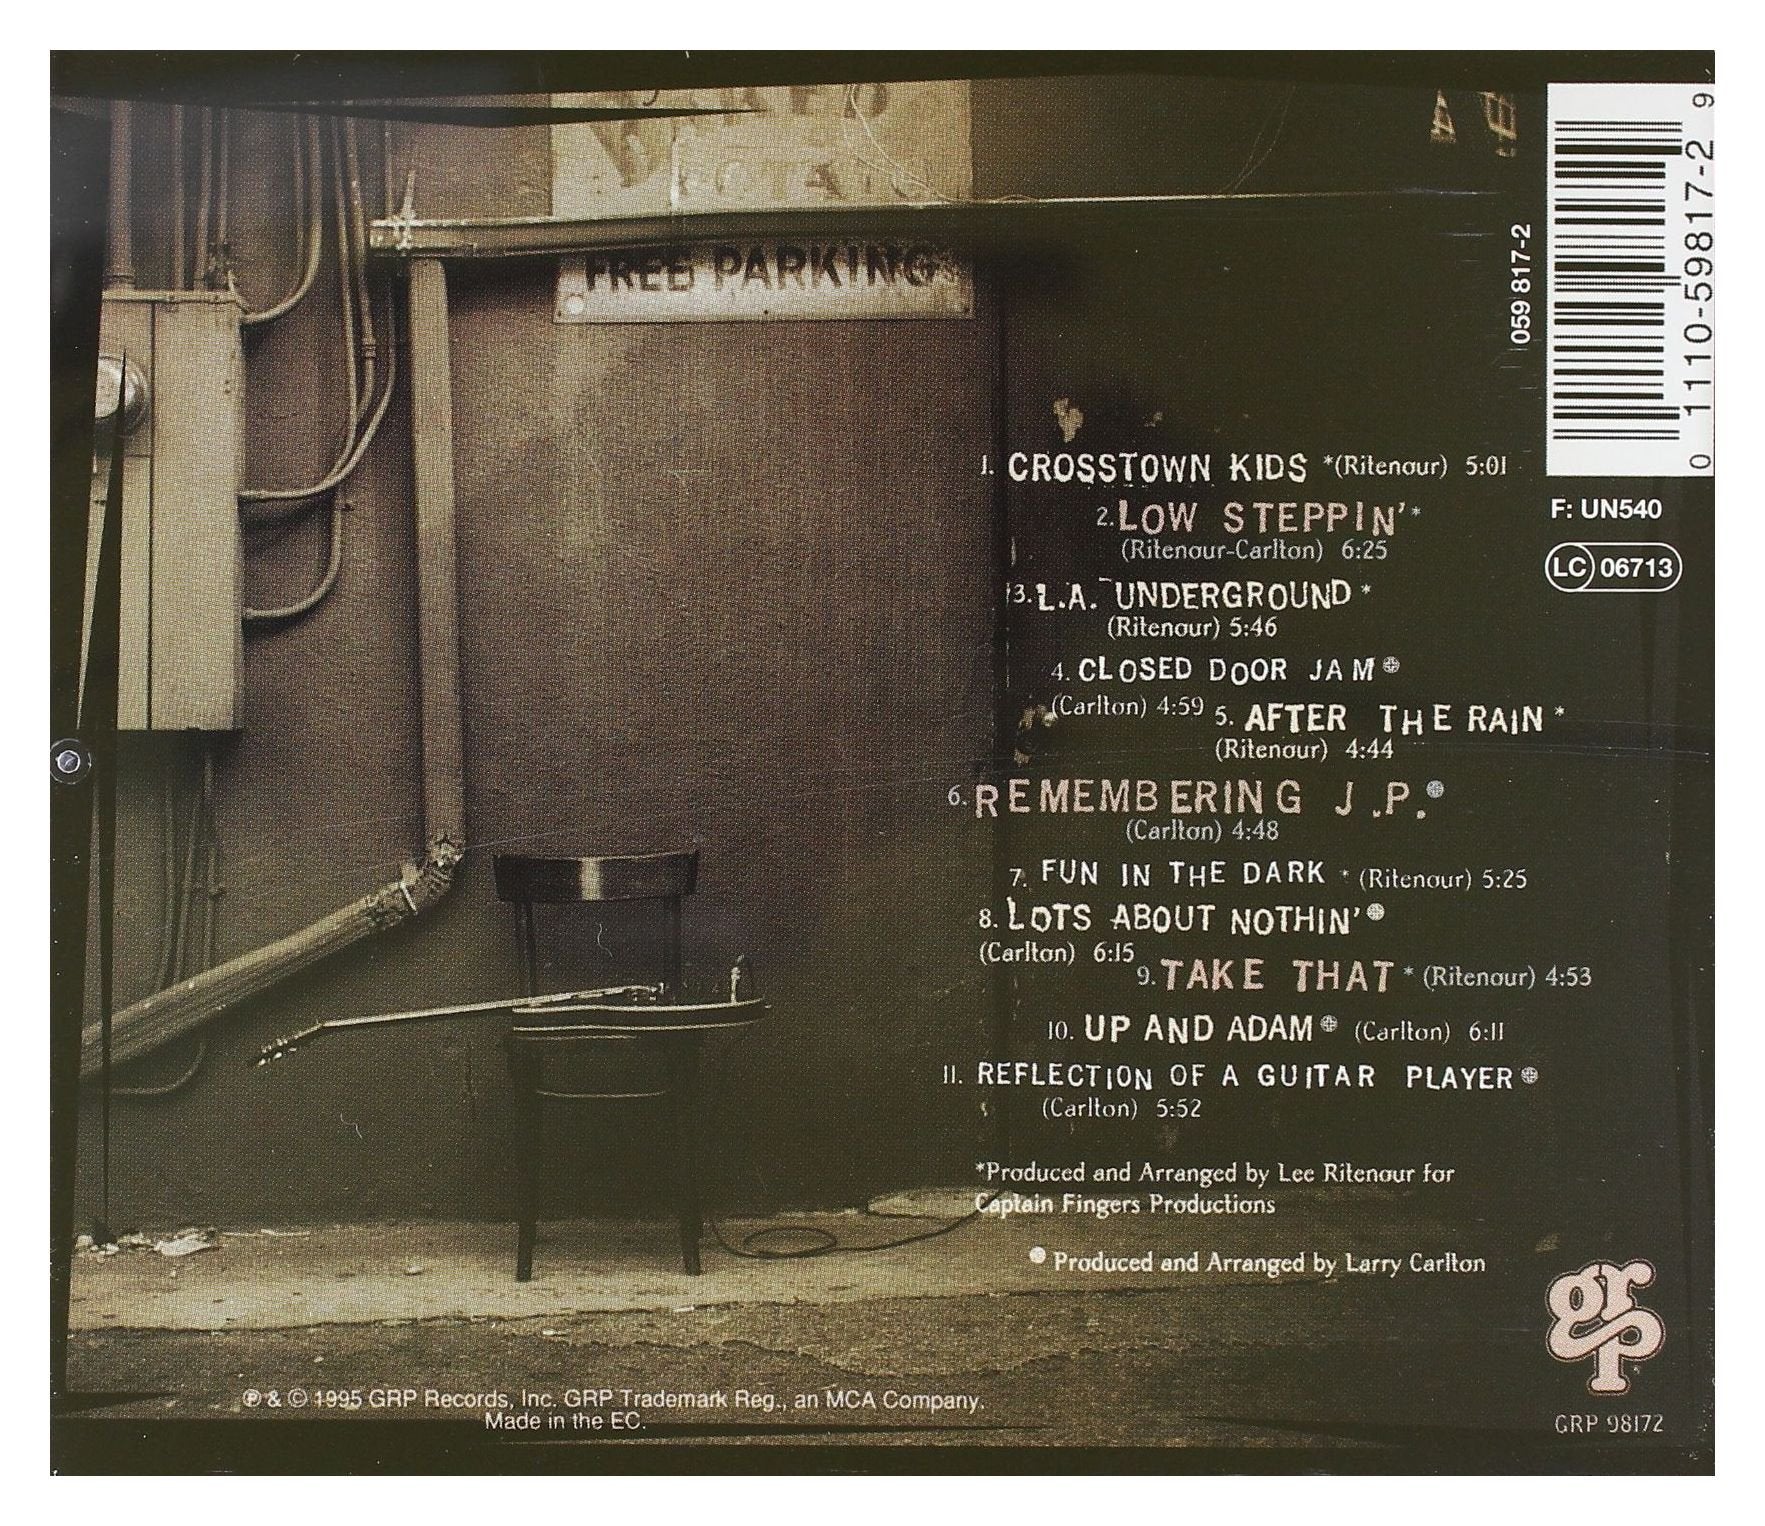 FREE PARKING
1. CROSSTOWN KIDS *(Ritenour) 5:01
2. LOW STEPPIN'*
(Ritenour-Carlton) 6:25
3. L.A. UNDERGROUND *
(Ritenour) 5:46
4. CLOSED DOOR JAM
(Carlton) 4:59
5. AFTER THE RAIN *
(Ritenour) 4:44
6. REMEMBERING J.P.
(Carlton) 4:48
7. FUN IN THE DARK * (Ritenour) 5:25
8. LOTS ABOUT NOTHIN'
(Carlton) 6:15
9. TAKE THAT * (Ritenour) 4:53
10. UP AND ADAM (Carlton) 6:11
11. REFLECTION OF A GUITAR PLAYER
(Carlton) 5:52
*Produced and Arranged by Lee Ritenour for
Captain Fingers Productions
Produced and Arranged by Larry Carlton
059 817-2
0 1110-59817-2 9
F: UN540
LC 06713
grp
GRP 98172
℗ & © 1995 GRP Records, Inc. GRP Trademark Reg., an MCA Company.
Made in the EC.